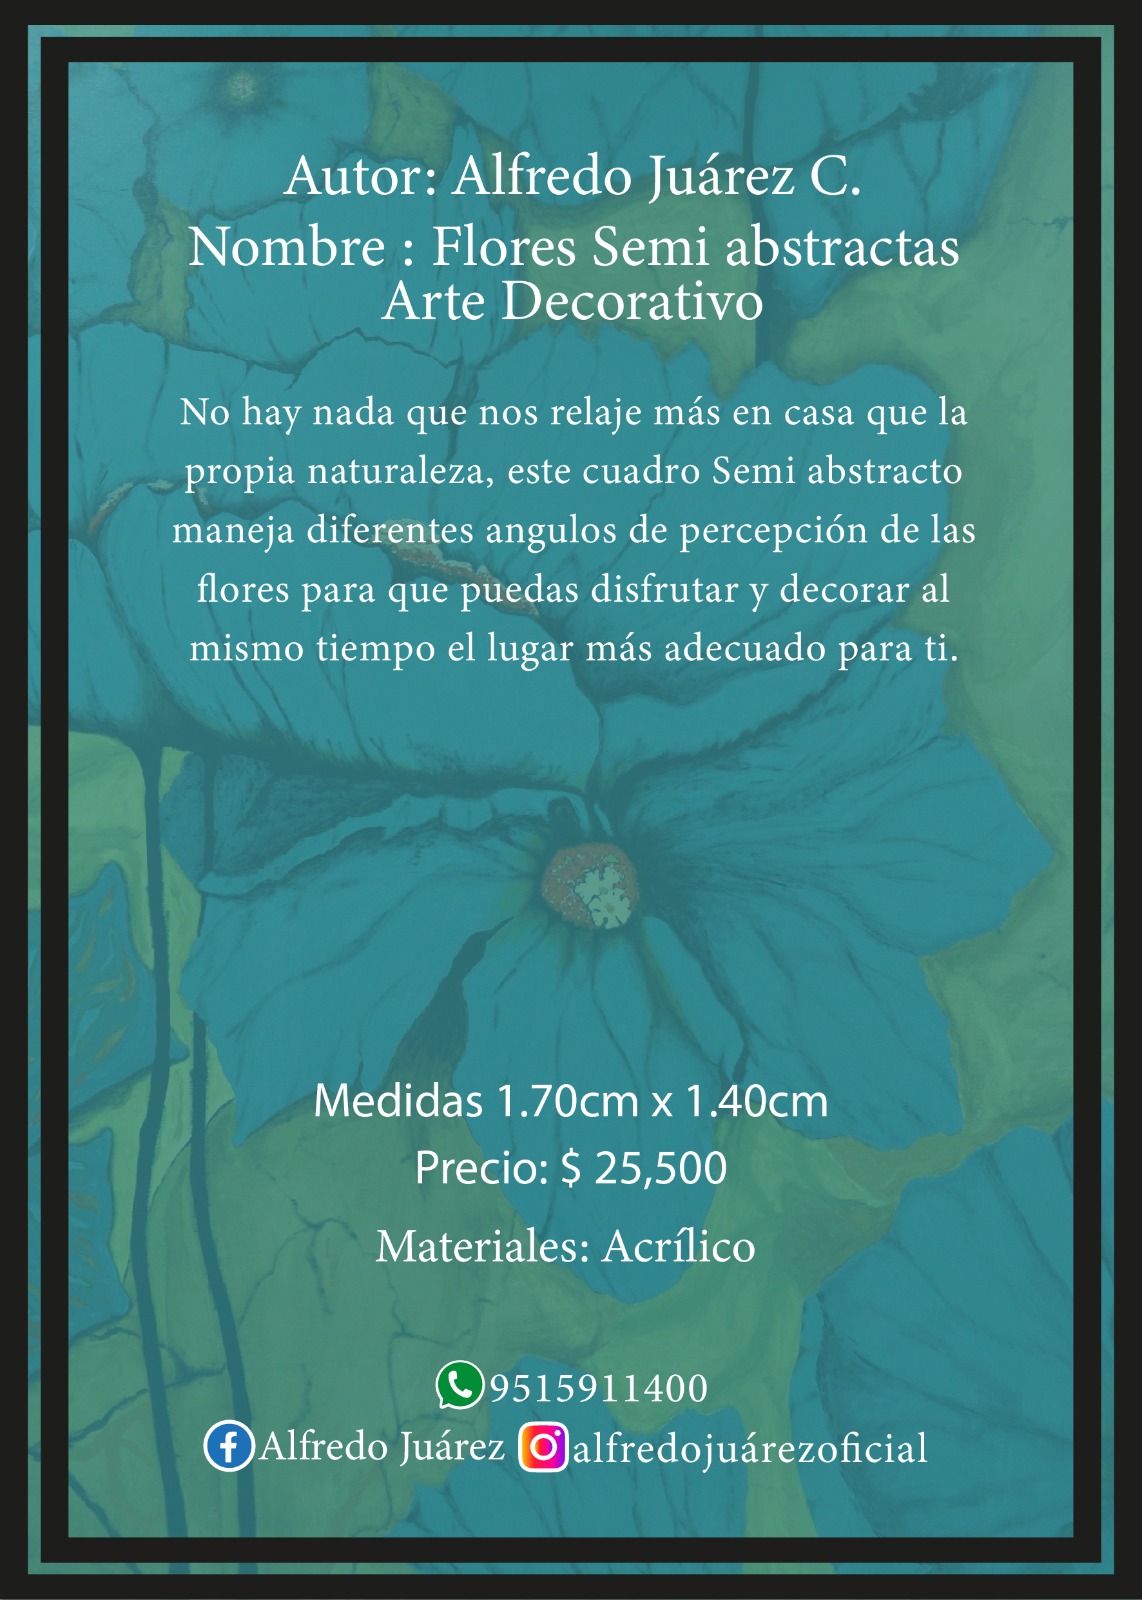 Autor: Alfredo Juárez C.
Nombre : Flores Semi abstractas
Arte Decorativo
No hay nada que nos relaje más en casa que la
propia naturaleza, este cuadro Semi abstracto
maneja diferentes angulos de percepción de las
flores para que puedas disfrutar y decorar al
mismo tiempo el lugar más adecuado para ti.
Medidas 1.70cm x 1.40cm
Precio: $ 25,500
Materiales: Acrílico
9515911400
Alfredo Juárez alfredojuárezoficial